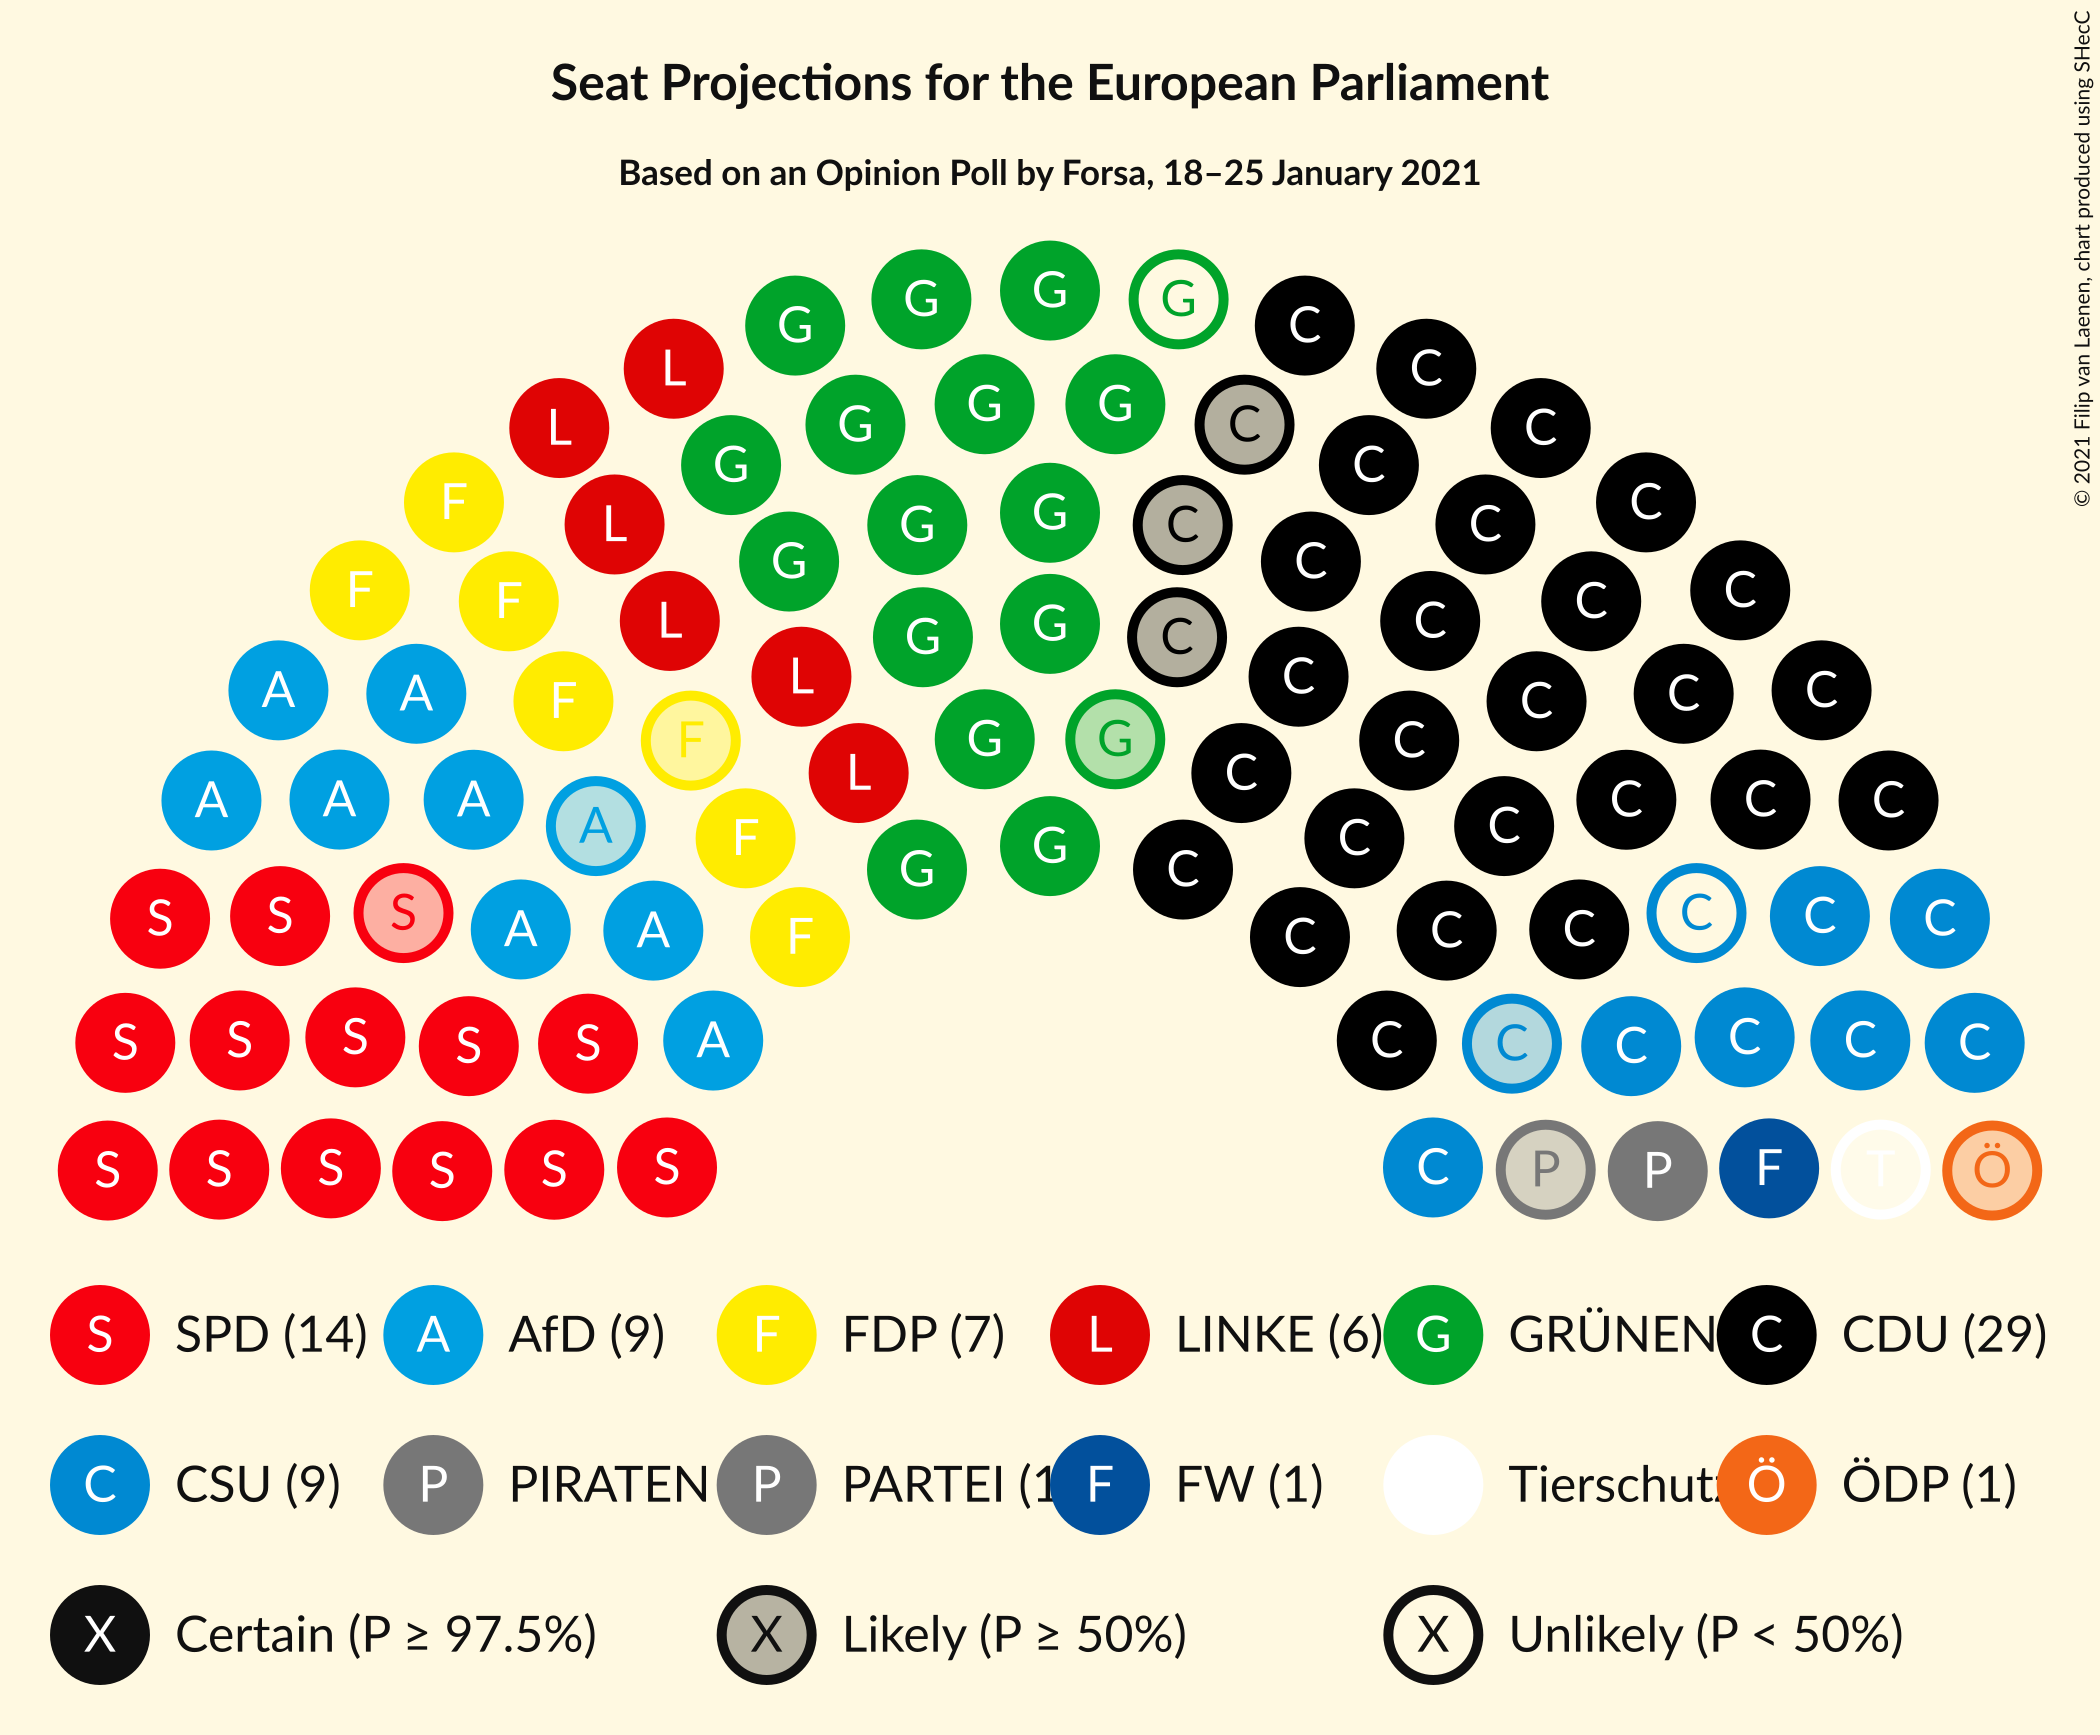 Seat Projections for the European Parliament
Based on an Opinion Poll by Forsa, 18–25 January 2021
© 2021 Filip van Laenen, chart produced using SHecC
G G G G
L G G G G C C
L G G C C C
F L G G C C C
F F L G G C C C C
A A F L G G C C C C C
A A A F L G G C C C C C C
S S S A F G G C C C C C C
S S S A A F C C C C C C
S S S S S A C C C C C C
S S S S S S C P P F T Ö
S SPD (14) A AfD (9) F FDP (7) L LINKE (6) G GRÜNEN C CDU (29)
C CSU (9) P PIRATEN P PARTEI (1 F FW (1) Tierschutz Ö ÖDP (1)
X Certain (P ≥ 97.5%) X Likely (P ≥ 50%) X Unlikely (P < 50%)